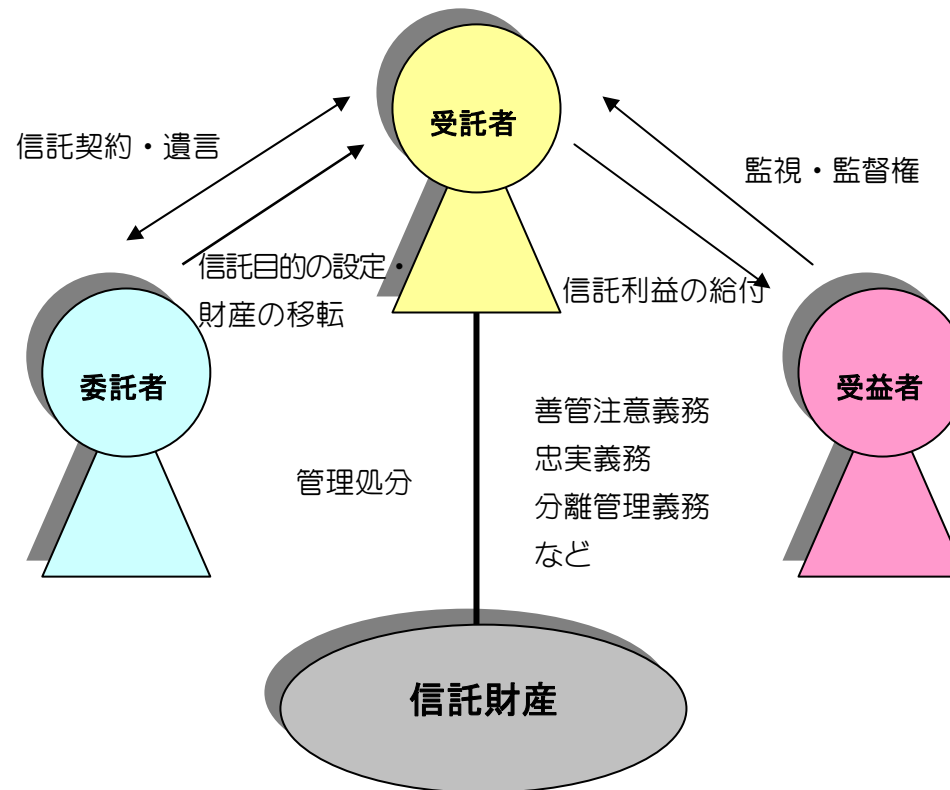 受託者
信託契約・遺言
監視・監督権
信託目的の設定・
財産の移転
信託利益の給付
委託者
受益者
善管注意義務
忠実義務
分離管理義務
など
管理処分
信託財産